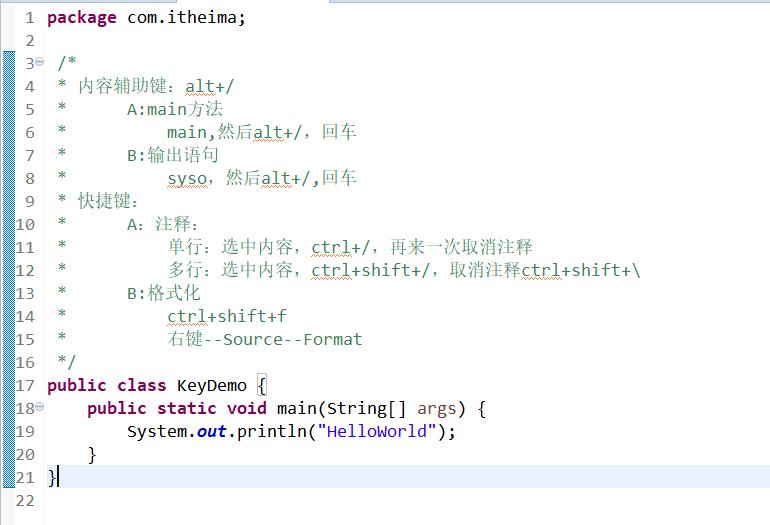 1 package com.itheima;
2
3 /*
4 * 内容辅助键：alt+/
5 * A:main方法
6 * main,然后alt+/，回车
7 * B:输出语句
8 * syso，然后alt+/,回车
9 * 快捷键：
10 * A：注释：
11 * 单行：选中内容，ctrl+/，再来一次取消注释
12 * 多行：选中内容，ctrl+shift+/，取消注释ctrl+shift+\
13 * B:格式化
14 * ctrl+shift+f
15 * 右键--Source--Format
16 */
17 public class KeyDemo {
18 public static void main(String[] args) {
19 System.out.println("HelloWorld");
20 }
21 }
22